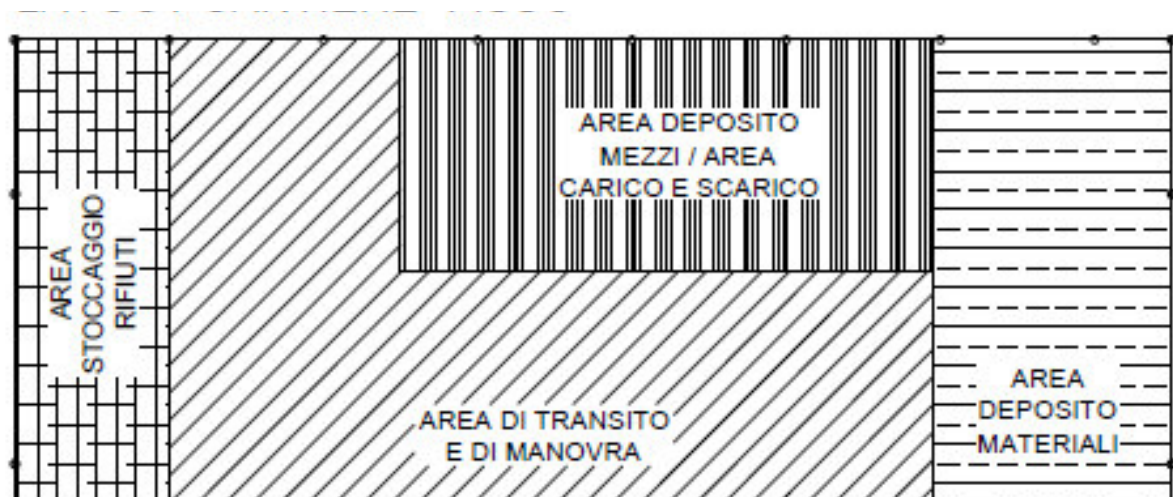 AREA DEPOSITO
MEZZI / AREA
CARICO E SCARICO
AREA
STOCCAGGIO
RIFIUTI
AREA DI TRANSITO
E DI MANOVRA
AREA
DEPOSITO
MATERIALI